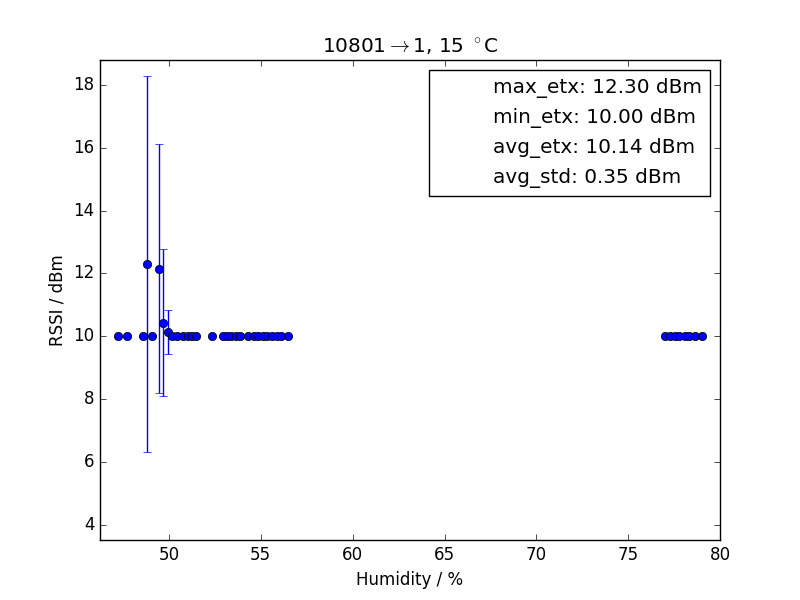 10801→1, 15 °C
max_etx: 12.30 dBm
min_etx: 10.00 dBm
avg_etx: 10.14 dBm
avg_std: 0.35 dBm
RSSI / dBm
18
16
14
12
10
8
6
4
50 55 60 65 70 75 80
Humidity / %